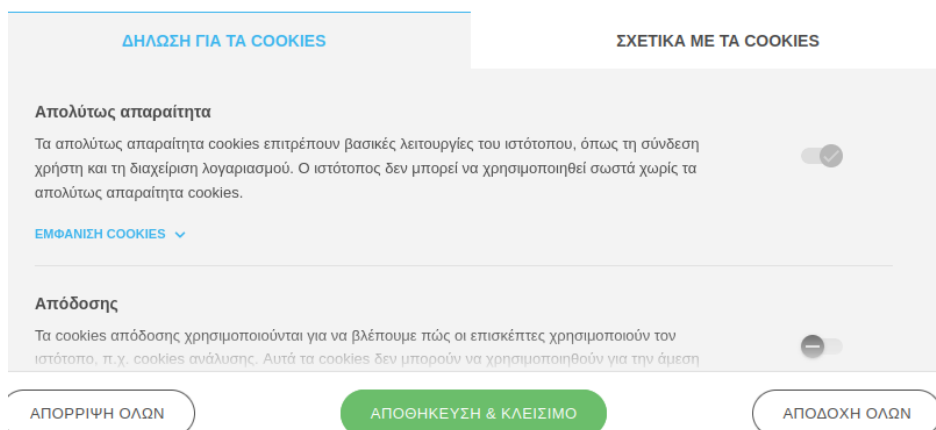 ΔΗΛΩΣΗ ΓΙΑ ΤΑ COOKIES
ΣΧΕΤΙΚΑ ΜΕ ΤΑ COOKIES
Απολύτως απαραίτητα
Τα απολύτως απαραίτητα cookies επιτρέπουν βασικές λειτουργίες του ιστότοπου, όπως τη σύνδεση
χρήστη και τη διαχείριση λογαριασμού. Ο ιστότοπος δεν μπορεί να χρησιμοποιηθεί σωστά χωρίς τα
απολύτως απαραίτητα cookies.
ΕΜΦΑΝΙΣΗ COOKIES
Απόδοσης
Τα cookies απόδοσης χρησιμοποιούνται για να βλέπουμε πώς οι επισκέπτες χρησιμοποιούν τον
ιστότοπο, π.χ. cookies ανάλυσης. Αυτά τα cookies δεν μπορούν να χρησιμοποιηθούν για την άμεση
ΑΠΟΡΡΙΨΗ ΟΛΩΝ
ΑΠΟΘΗΚΕΥΣΗ & ΚΛΕΙΣΙΜΟ
ΑΠΟΔΟΧΗ ΟΛΩΝ